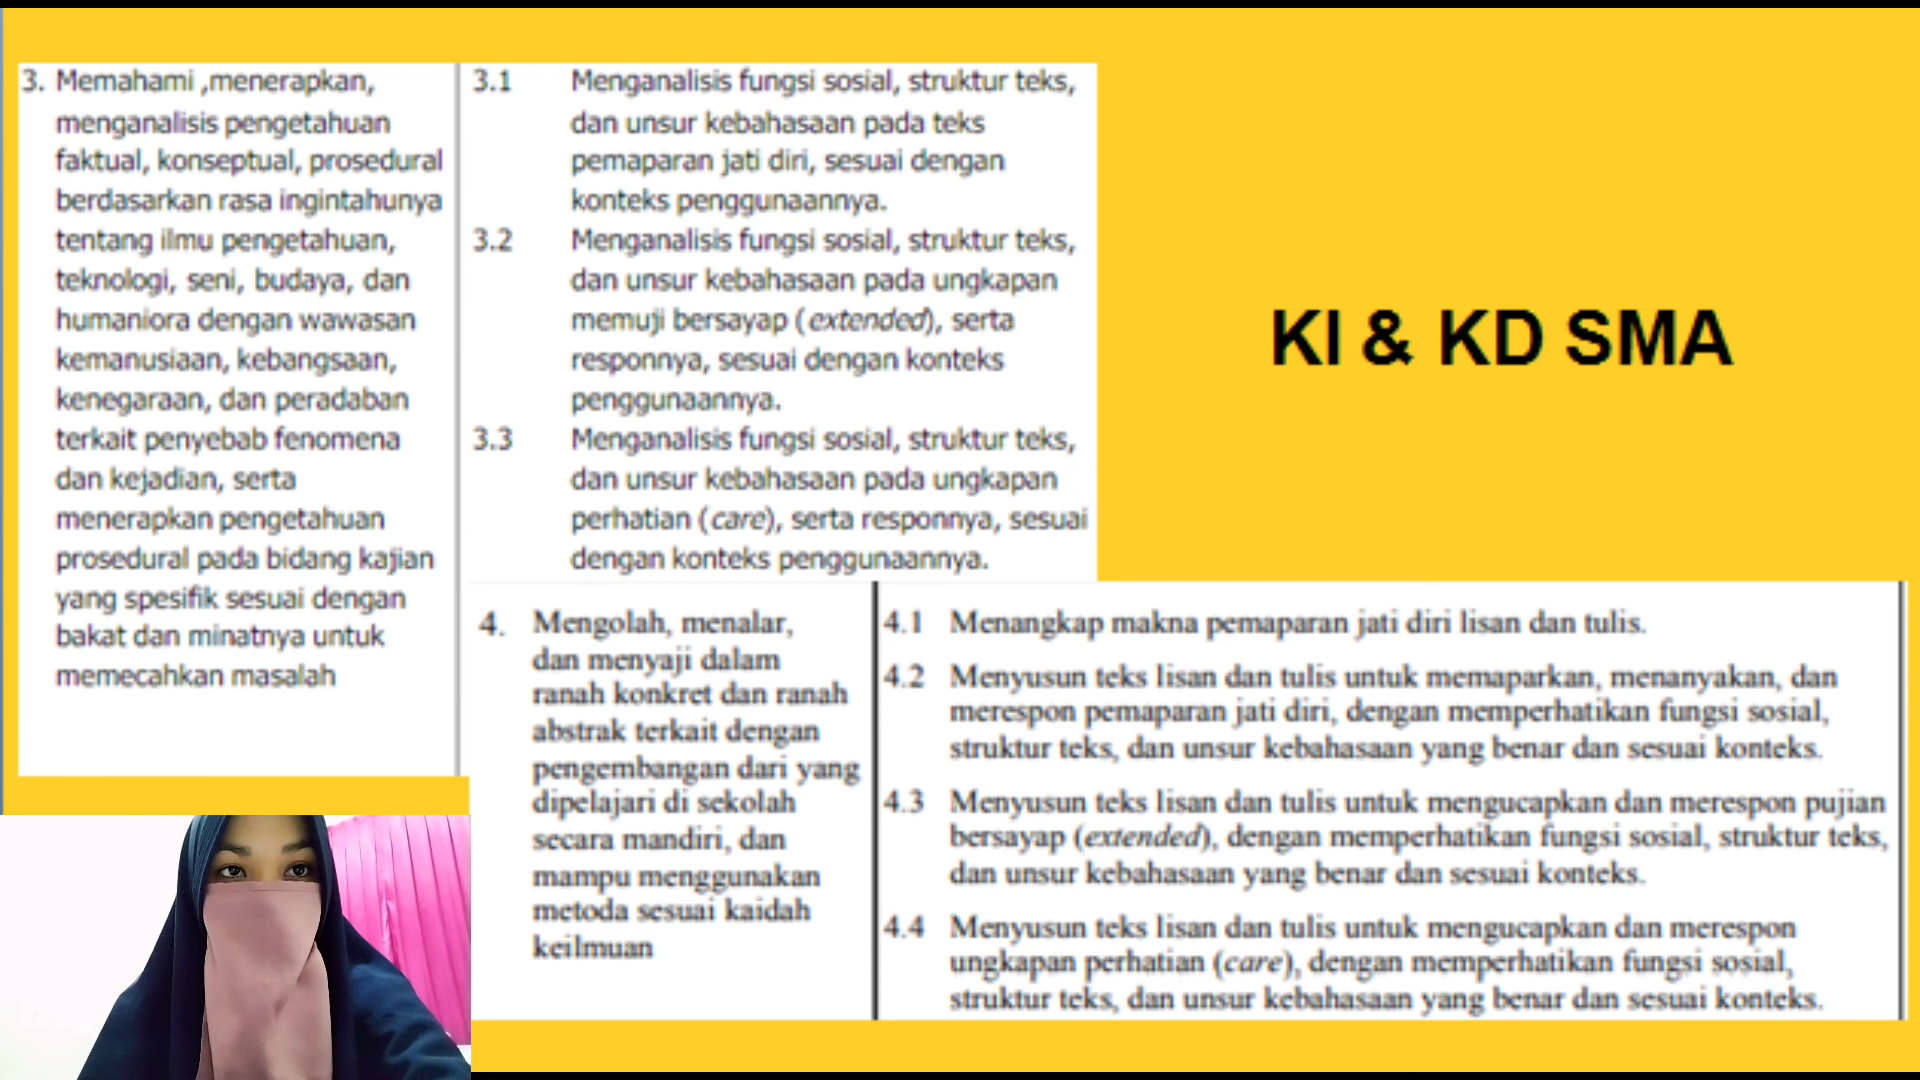 3. Memahami ,menerapkan,
menganalisis pengetahuan
faktual, konseptual, prosedural
berdasarkan rasa ingintahunya
tentang ilmu pengetahuan,
teknologi, seni, budaya, dan
humaniora dengan wawasan
kemanusiaan, kebangsaan,
kenegaraan, dan peradaban
terkait penyebab fenomena
dan kejadian, serta
menerapkan pengetahuan
prosedural pada bidang kajian
yang spesifik sesuai dengan
bakat dan minatnya untuk
memecahkan masalah
3.1 Menganalisis fungsi sosial, struktur teks,
dan unsur kebahasaan pada teks
pemaparan jati diri, sesuai dengan
konteks penggunaannya.
3.2 Menganalisis fungsi sosial, struktur teks,
dan unsur kebahasaan pada ungkapan
memuji bersayap (extended), serta
responnya, sesuai dengan konteks
penggunaannya.
3.3 Menganalisis fungsi sosial, struktur teks,
dan unsur kebahasaan pada ungkapan
perhatian (care), serta responnya, sesuai
dengan konteks penggunaannya.
KI & KD SMA
4. Mengolah, menalar,
dan menyaji dalam
ranah konkret dan ranah
abstrak terkait dengan
pengembangan dari yang
dipelajari di sekolah
secara mandiri, dan
mampu menggunakan
metoda sesuai kaidah
keilmuan
4.1 Menangkap makna pemaparan jati diri lisan dan tulis.
4.2 Menyusun teks lisan dan tulis untuk memaparkan, menanyakan, dan
merespon pemaparan jati diri, dengan memperhatikan fungsi sosial,
struktur teks, dan unsur kebahasaan yang benar dan sesuai konteks.
4.3 Menyusun teks lisan dan tulis untuk mengucapkan dan merespon pujian
bersayap (extended), dengan memperhatikan fungsi sosial, struktur teks,
dan unsur kebahasaan yang benar dan sesuai konteks.
4.4 Menyusun teks lisan dan tulis untuk mengucapkan dan merespon
ungkapan perhatian (care), dengan memperhatikan fungsi sosial,
struktur teks, dan unsur kebahasaan yang benar dan sesuai konteks.